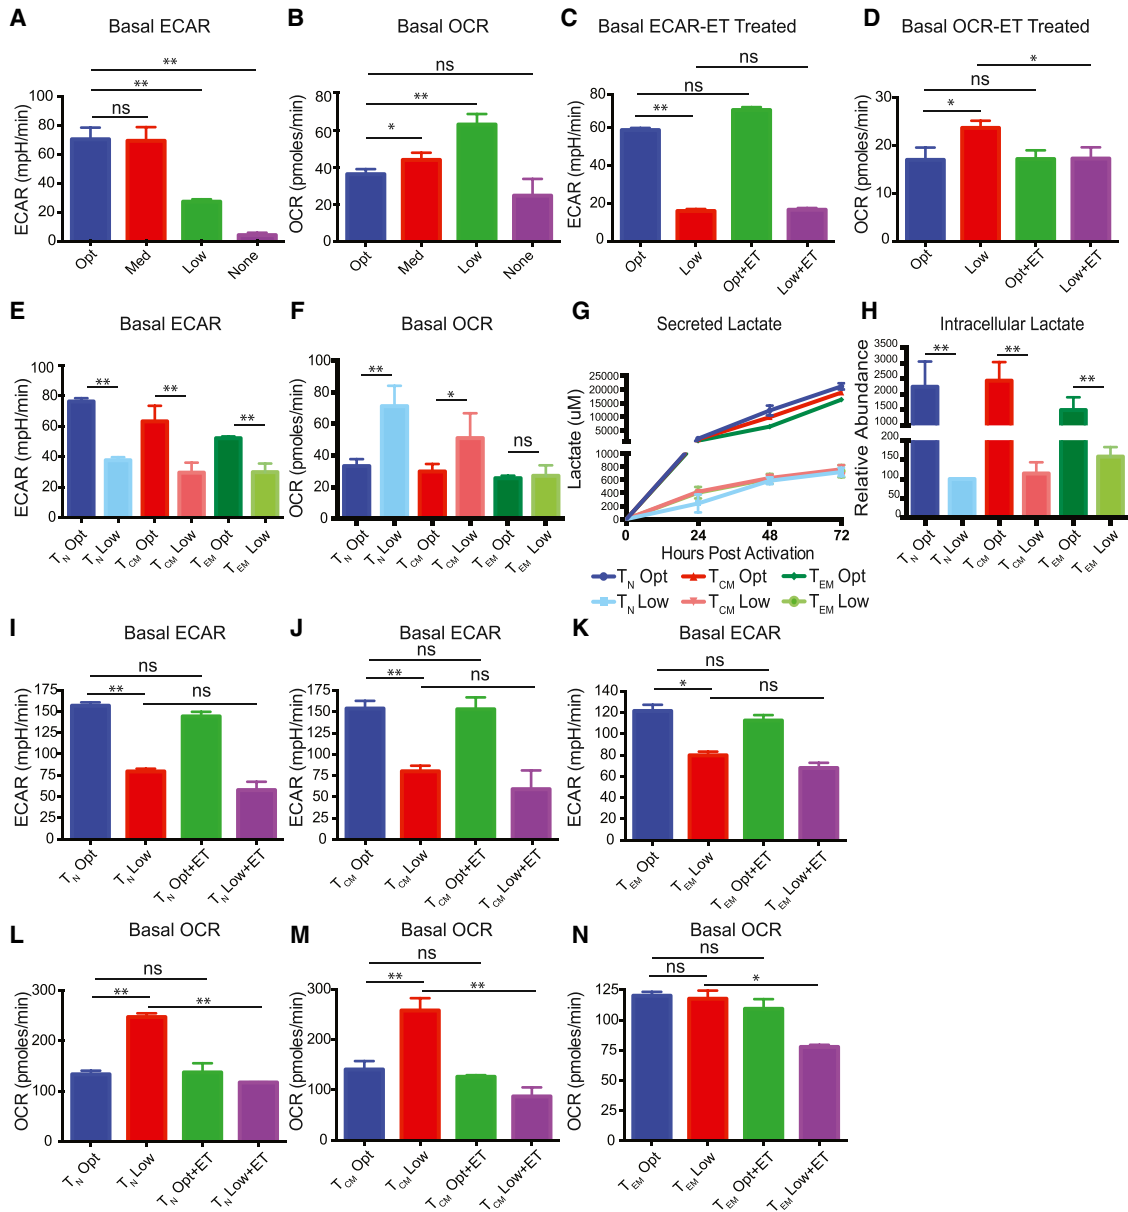 A
Basal ECAR
**
**
ns
ECAR (mpH/min)
100
80
60
40
20
0
Opt
Med
Low
None
B
Basal OCR
ns
**
*
OCR (pmoles/min)
80
60
40
20
0
Opt
Med
Low
None
C
Basal ECAR-ET Treated
ns
ns
**
ECAR (mpH/min)
80
60
40
20
0
Opt
Low
Opt+ET
Low+ET
D
Basal OCR-ET Treated
*
ns
*
OCR (pmoles/min)
30
20
10
0
Opt
Low
Opt+ET
Low+ET
E
Basal ECAR
**
**
**
ECAR (mpH/min)
100
80
60
40
20
0
TN Opt
TN Low
TCM Opt
TCM Low
TEM Opt
TEM Low
F
Basal OCR
**
*
ns
OCR (pmoles/min)
100
80
60
40
20
0
TN Opt
TN Low
TCM Opt
TCM Low
TEM Opt
TEM Low
G
Secreted Lactate
Lactate (uM)
25000
20000
15000
10000
5000
1000
800
600
400
200
0
0
24
48
72
Hours Post Activation
TN Opt
TCM Opt
TEM Opt
TN Low
TCM Low
TEM Low
H
Intracellular Lactate
**
**
**
Relative Abundance
3500
3000
2500
2000
1500
1000
200
150
100
50
0
TN Opt
TN Low
TCM Opt
TCM Low
TEM Opt
TEM Low
I
Basal ECAR
ns
**
ns
ECAR (mpH/min)
175
150
125
100
75
50
25
0
TN Opt
TN Low
TN Opt+ET
TN Low+ET
J
Basal ECAR
ns
**
ns
ECAR (mpH/min)
175
150
125
100
75
50
25
0
TCM Opt
TCM Low
TCM Opt+ET
TCM Low+ET
K
Basal ECAR
ns
*
ns
ECAR (mpH/min)
140
120
100
80
60
40
20
0
TEM Opt
TEM Low
TEM Opt+ET
TEM Low+ET
L
Basal OCR
ns
**
**
OCR (pmoles/min)
300
200
100
0
TN Opt
TN Low
TN Opt+ET
TN Low+ET
M
Basal OCR
ns
**
**
OCR (pmoles/min)
300
200
100
0
TCM Opt
TCM Low
TCM Opt+ET
TCM Low+ET
N
Basal OCR
ns
ns
*
OCR (pmoles/min)
125
100
75
50
25
0
TEM Opt
TEM Low
TEM Opt+ET
TEM Low+ET